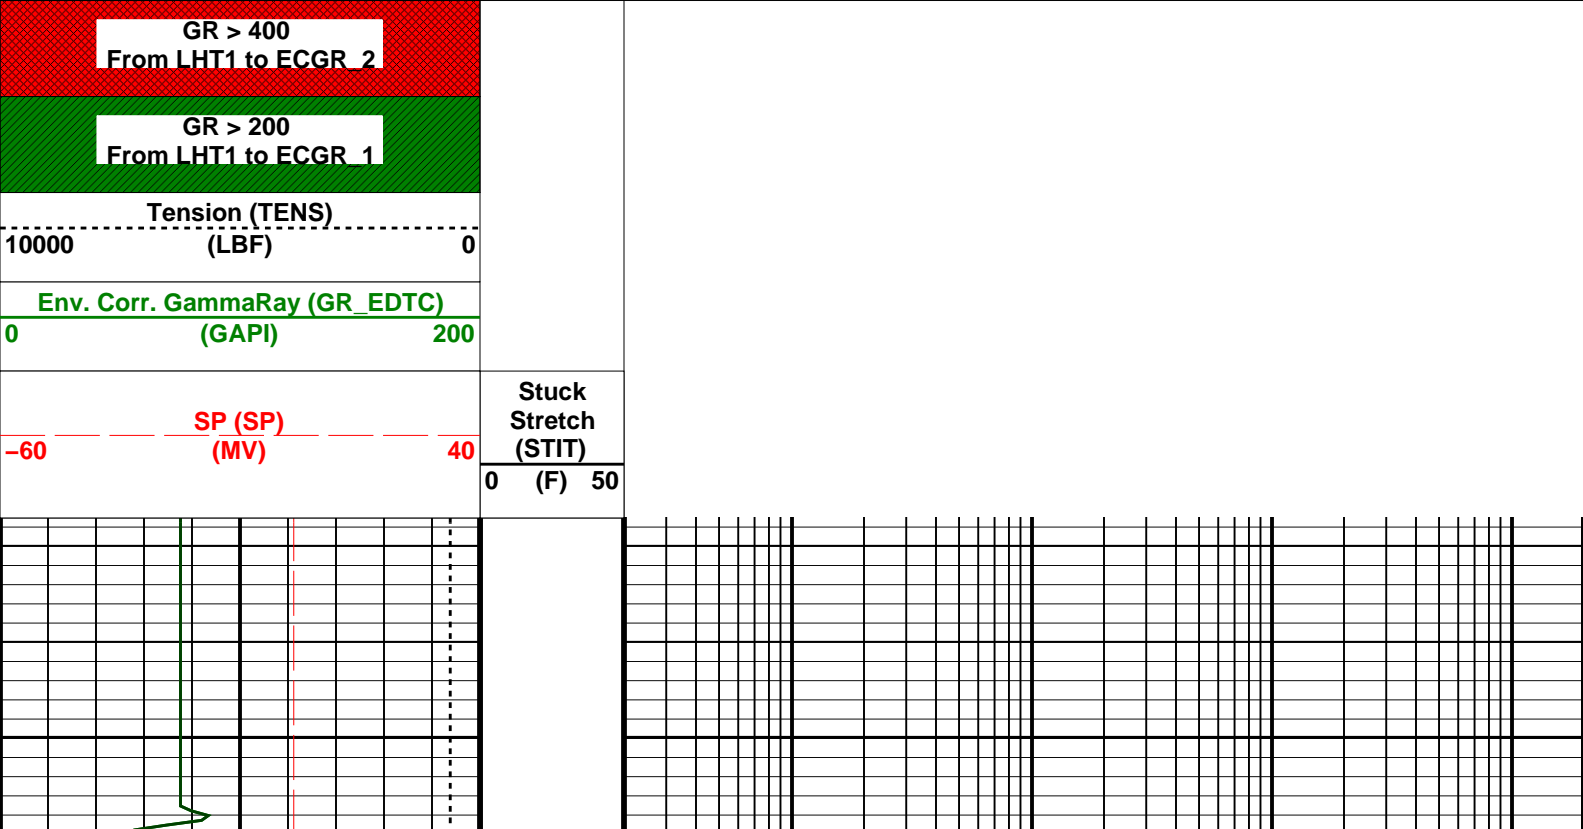 GR > 400
From LHT1 to ECGR_2
GR > 200
From LHT1 to ECGR_1
Tension (TENS)
10000 (LBF) 0
Env. Corr. GammaRay (GR_EDTC)
0 (GAPI) 200
SP (SP)
−60 (MV) 40
Stuck
Stretch
(STIT)
0 (F) 50